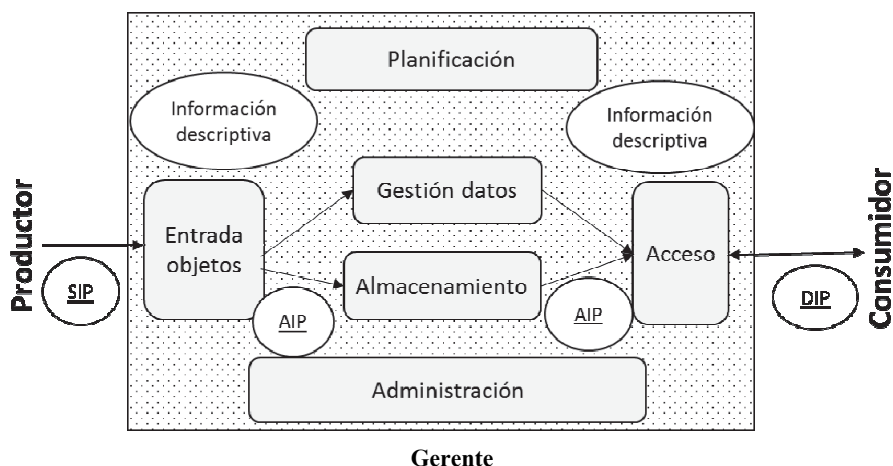 Planificación
Información
descriptiva
Información
descriptiva
Gestión datos
Productor
Entrada
objetos
Acceso
Consumidor
SIP
Almacenamiento
DIP
AIP
AIP
Administración
Gerente